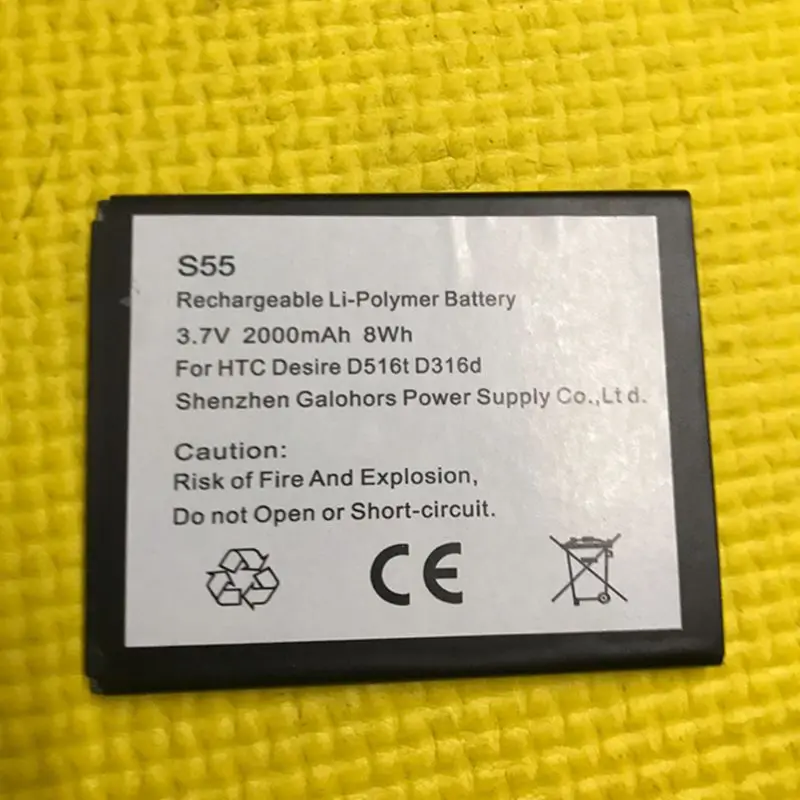 S55
Rechargeable Li-Polymer Battery
3.7V 2000mAh 8Wh
For HTC Desire D516t D316d
Shenzhen Galohors Power Supply Co.,Lt d.
Caution:
Risk of Fire And Explosion,
Do not Open or Short-circuit.
CE